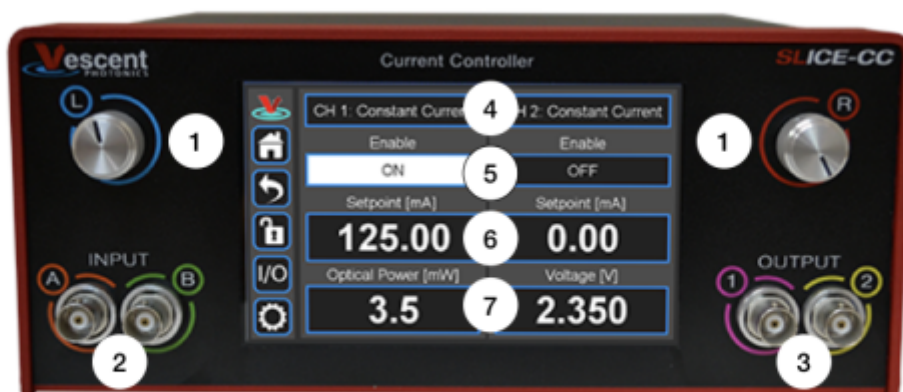 Vescent
PHOTONICS
Current Controller
SLICE-CC
L
R
1
1
4
CH 1: Constant Curren
H 2: Constant Current
Enable
Enable
ON
5
OFF
Setpoint [mA]
Setpoint [mA]
125.00
6
0.00
I/O
Optical Power [mW]
Voltage [V]
3.5
7
2.350
INPUT
A
B
2
OUTPUT
1
2
3